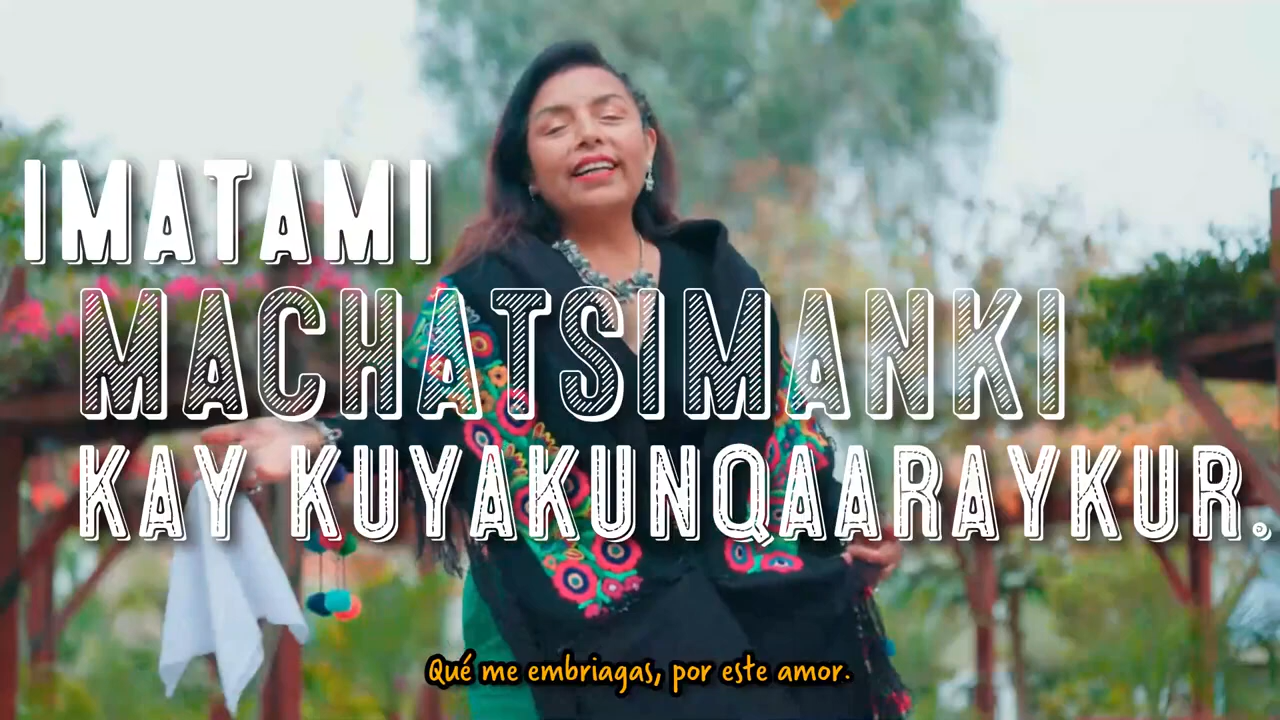 IMATAMI
MACHATSIMANKI
KAY KUYAKUNQAARAYKUR.
Qué me embriagas, por este amor.